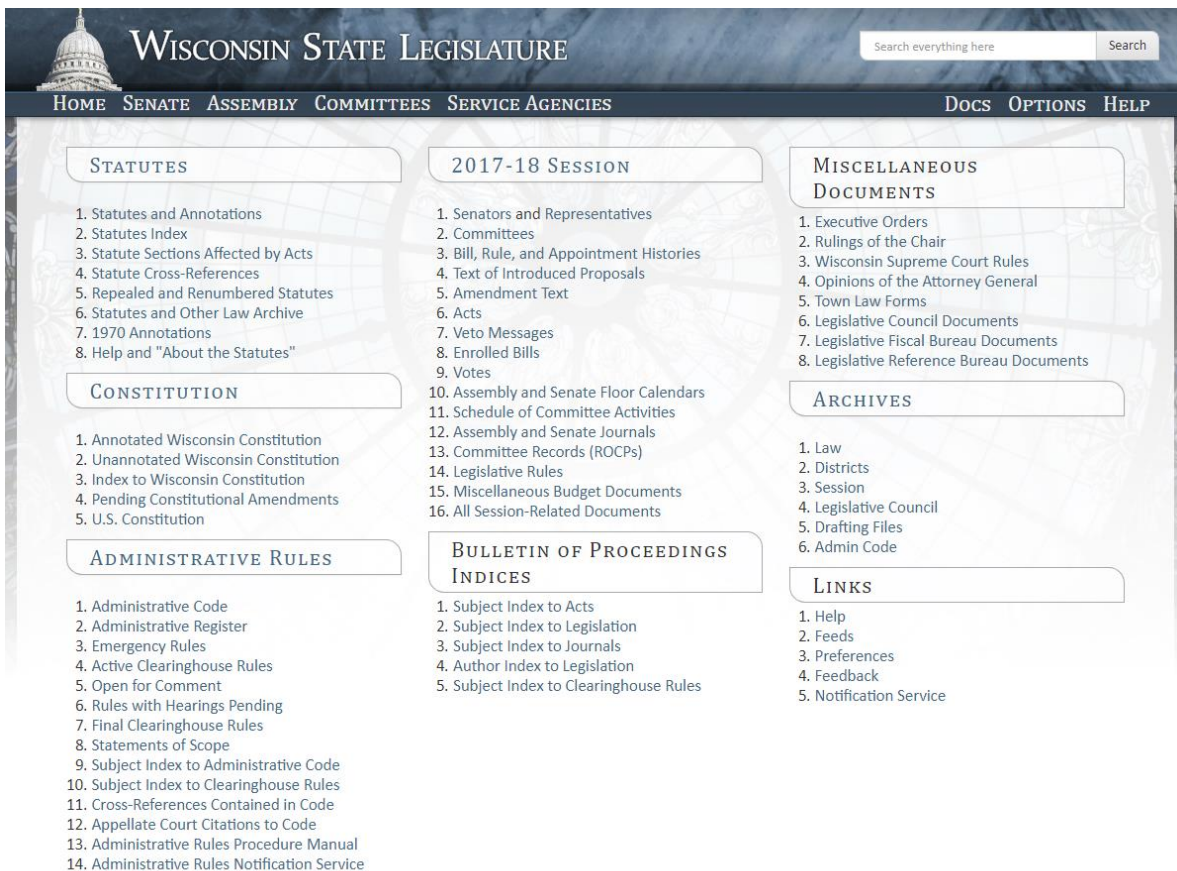 WISCONSIN STATE LEGISLATURE
Search everything here
Search
HOME SENATE ASSEMBLY COMMITTEES SERVICE AGENCIES
DOCS OPTIONS HELP
STATUTES
1. Statutes and Annotations
2. Statutes Index
3. Statute Sections Affected by Acts
4. Statute Cross-References
5. Repealed and Renumbered Statutes
6. Statutes and Other Law Archive
7. 1970 Annotations
8. Help and "About the Statutes"
CONSTITUTION
1. Annotated Wisconsin Constitution
2. Unannotated Wisconsin Constitution
3. Index to Wisconsin Constitution
4. Pending Constitutional Amendments
5. U.S. Constitution
ADMINISTRATIVE RULES
1. Administrative Code
2. Administrative Register
3. Emergency Rules
4. Active Clearinghouse Rules
5. Open for Comment
6. Rules with Hearings Pending
7. Final Clearinghouse Rules
8. Statements of Scope
9. Subject Index to Administrative Code
10. Subject Index to Clearinghouse Rules
11. Cross-References Contained in Code
12. Appellate Court Citations to Code
13. Administrative Rules Procedure Manual
14. Administrative Rules Notification Service
2017-18 SESSION
1. Senators and Representatives
2. Committees
3. Bill, Rule, and Appointment Histories
4. Text of Introduced Proposals
5. Amendment Text
6. Acts
7. Veto Messages
8. Enrolled Bills
9. Votes
10. Assembly and Senate Floor Calendars
11. Schedule of Committee Activities
12. Assembly and Senate Journals
13. Committee Records (ROCPs)
14. Legislative Rules
15. Miscellaneous Budget Documents
16. All Session-Related Documents
BULLETIN OF PROCEEDINGS
INDICES
1. Subject Index to Acts
2. Subject Index to Legislation
3. Subject Index to Journals
4. Author Index to Legislation
5. Subject Index to Clearinghouse Rules
MISCELLANEOUS
DOCUMENTS
1. Executive Orders
2. Rulings of the Chair
3. Wisconsin Supreme Court Rules
4. Opinions of the Attorney General
5. Town Law Forms
6. Legislative Council Documents
7. Legislative Fiscal Bureau Documents
8. Legislative Reference Bureau Documents
ARCHIVES
1. Law
2. Districts
3. Session
4. Legislative Council
5. Drafting Files
6. Admin Code
LINKS
1. Help
2. Feeds
3. Preferences
4. Feedback
5. Notification Service